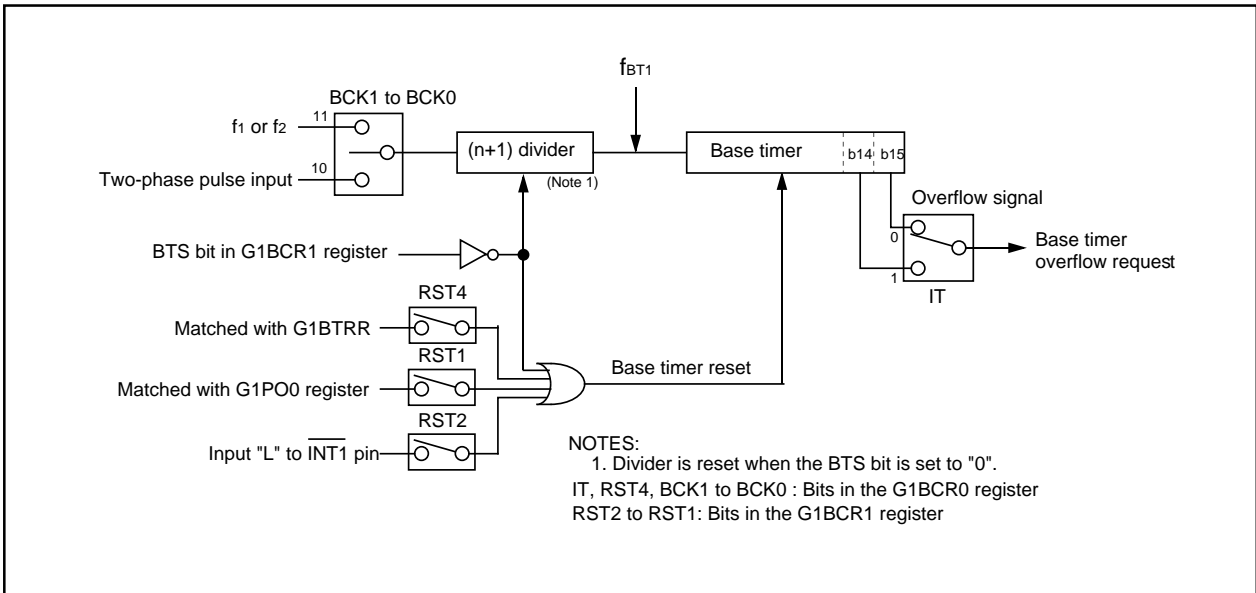 fBT1
BCK1 to BCK0
11
f1 or f2
(n+1) divider
Base timer
b14
b15
10
Two-phase pulse input
(Note 1)
Overflow signal
0
BTS bit in G1BCR1 register
Base timer
overflow request
1
IT
RST4
Matched with G1BTRR
RST1
Base timer reset
Matched with G1PO0 register
RST2
Input "L" to INT1 pin
NOTES:
1. Divider is reset when the BTS bit is set to "0".
IT, RST4, BCK1 to BCK0 : Bits in the G1BCR0 register
RST2 to RST1: Bits in the G1BCR1 register